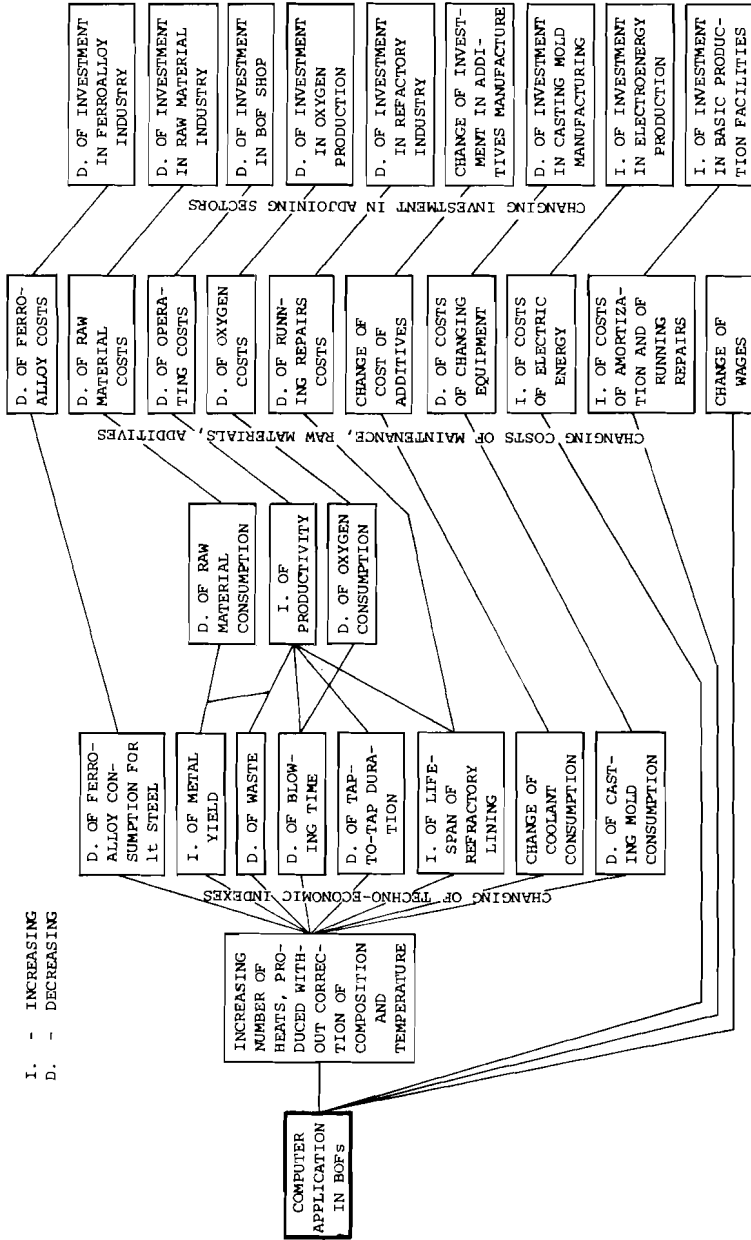 I. - INCREASING
D. - DECREASING
COMPUTER
APPLICATION
IN BOFs
INCREASING
NUMBER OF
HEATS, PRO-
DUCED WITH-
OUT CORREC-
TION OF
COMPOSITION
AND
TEMPERATURE
CHANGING OF TECHNO-ECONOMIC INDEXES
D. OF FERRO-
ALLOY CON-
SUMPTION FOR
1t STEEL
I. OF METAL
YIELD
D. OF WASTE
D. OF BLOW-
ING TIME
D. OF TAP-
TO-TAP DURA-
TION
I. OF LIFE-
SPAN OF
REFRACTORY
LINING
CHANGE OF
COOLANT
CONSUMPTION
D. OF CAST-
ING MOLD
CONSUMPTION
D. OF RAW
MATERIAL
CONSUMPTION
I. OF
PRODUCTIVITY
D. OF OXYGEN
CONSUMPTION
CHANGING COSTS OF MAINTENANCE, RAW MATERIALS, ADDITIVES
D. OF FERRO-
ALLOY COSTS
D. OF RAW
MATERIAL
COSTS
D. OF OPERA-
TING COSTS
D. OF OXYGEN
COSTS
D. OF RUNN-
ING REPAIRS
COSTS
CHANGE OF
COST OF
ADDITIVES
D. OF COSTS
OF CHANGING
EQUIPMENT
I. OF COSTS
OF ELECTRIC
ENERGY
I. OF COSTS
OF AMORTIZA-
TION AND OF
RUNNING
REPAIRS
CHANGE OF
WAGES
CHANGING INVESTMENT IN ADJOINING SECTORS
D. OF INVESTMENT
IN FERROALLOY
INDUSTRY
D. OF INVESTMENT
IN RAW MATERIAL
INDUSTRY
D. OF INVESTMENT
IN BOF SHOP
D. OF INVESTMENT
IN OXYGEN
PRODUCTION
D. OF INVESTMENT
IN REFACTORY
INDUSTRY
CHANGE OF INVEST-
MENT IN ADDI-
TIVES MANUFACTURE
D. OF INVESTMENT
IN CASTING MOLD
MANUFACTURING
I. OF INVESTMENT
IN ELECTROENERGY
PRODUCTION
I. OF INVESTMENT
IN BASIC PRODUC-
TION FACILITIES